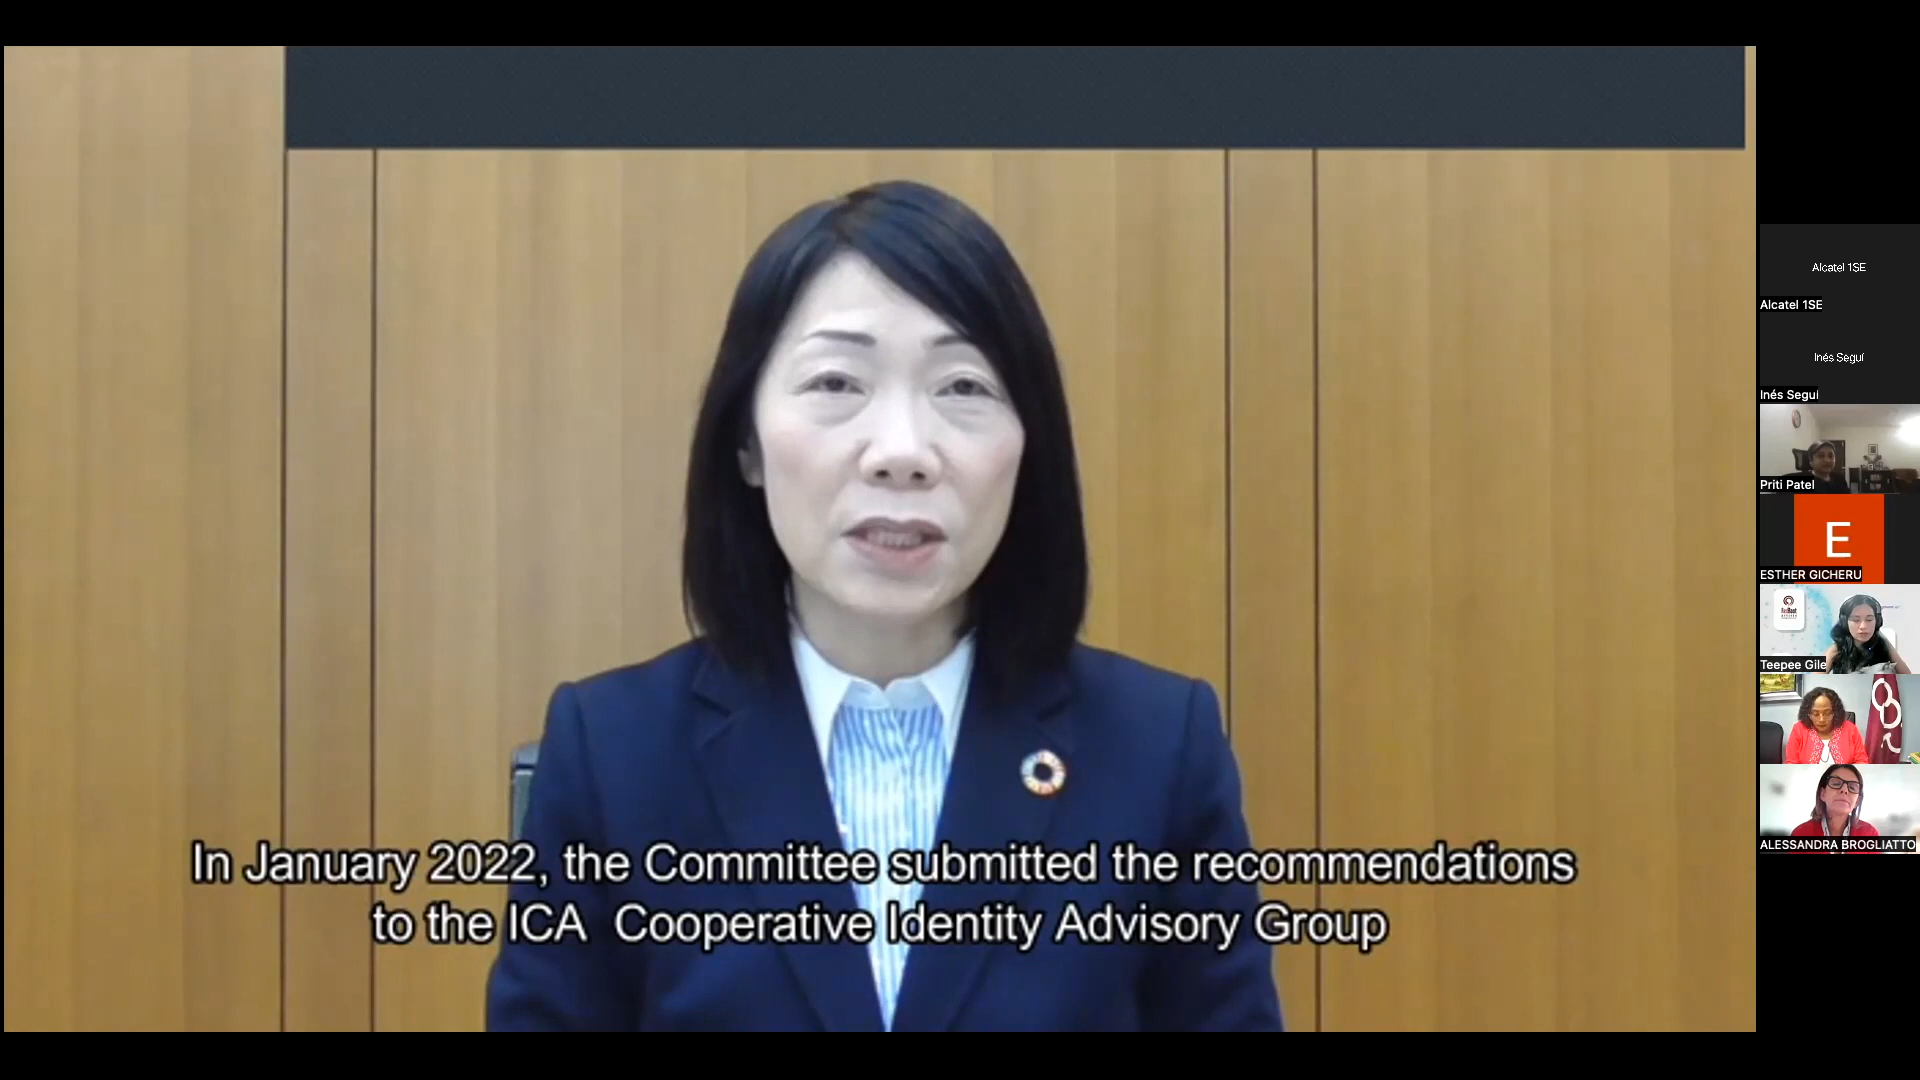 In January 2022, the Committee submitted the recommendations
to the ICA Cooperative Identity Advisory Group
Alcatel 1SE
Alcatel 1SE
Inés Seguí
Inés Seguí
Priti Patel
E
ESTHER GICHERU
RedRoot
Teepee Gile
ALESSANDRA BROGLIATTO